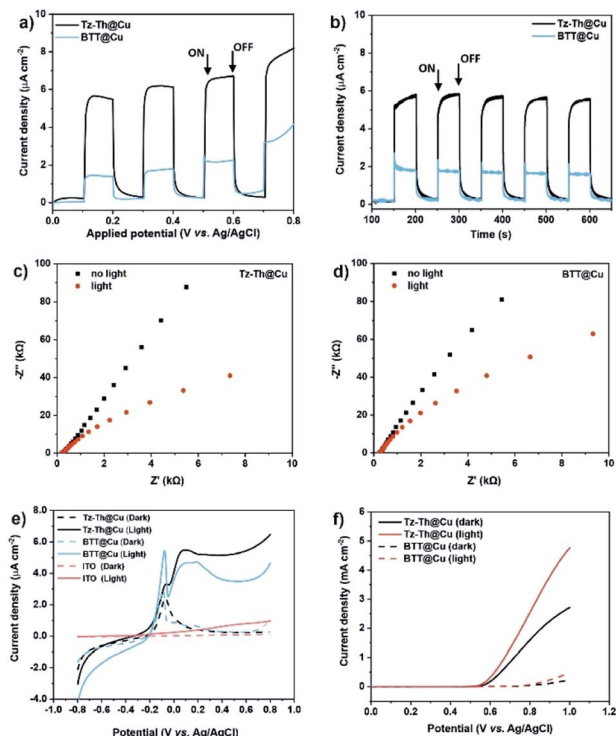 a)
Tz-Th@Cu
BTT@Cu
ON
OFF
Current density (µA cm⁻²)
8
6
4
2
0
0.0 0.2 0.4 0.6 0.8
Applied potential (V vs. Ag/AgCl)
b)
Tz-Th@Cu
BTT@Cu
ON
OFF
Current density (µA cm⁻²)
10
8
6
4
2
0
100 200 300 400 500 600
Time (s)
c)
no light
light
Tz-Th@Cu
-Z'' (kΩ)
100
80
60
40
20
0
0 2 4 6 8 10
Z' (kΩ)
d)
no light
light
BTT@Cu
-Z'' (kΩ)
100
80
60
40
20
0
0 2 4 6 8 10
Z' (kΩ)
e)
Tz-Th@Cu (Dark)
Tz-Th@Cu (Light)
BTT@Cu (Dark)
BTT@Cu (Light)
ITO (Dark)
ITO (Light)
Current density (µA cm⁻²)
8.0
6.0
4.0
2.0
0.0
-2.0
-4.0
-1.0 -0.8 -0.6 -0.4 -0.2 0.0 0.2 0.4 0.6 0.8 1.0
Potential (V vs. Ag/AgCl)
f)
Tz-Th@Cu (dark)
Tz-Th@Cu (light)
BTT@Cu (dark)
BTT@Cu (light)
Current density (mA cm⁻²)
7
6
5
4
3
2
1
0
0.0 0.2 0.4 0.6 0.8 1.0 1.2
Potential (V vs. Ag/AgCl)